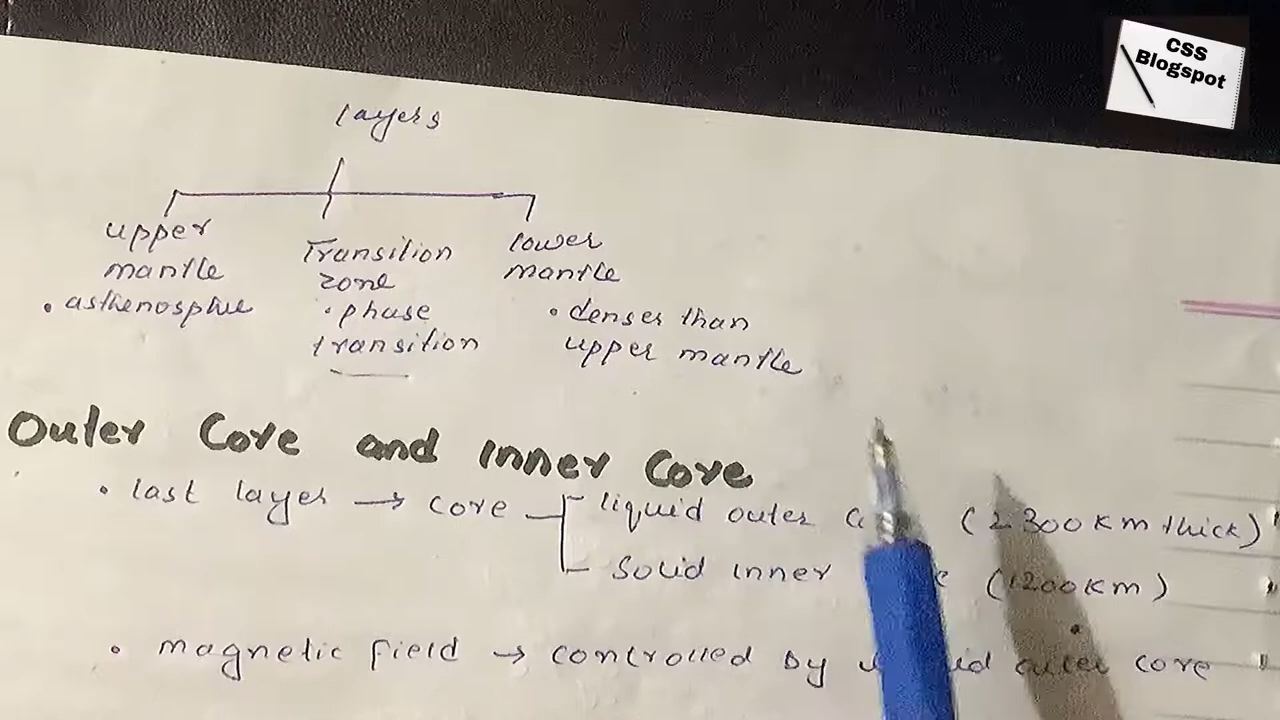 CSS
Blogspot
layers
upper
mantle
• asthenosphere
Transition
zone
• phase
transition
lower
mantle
• denser than
upper mantle
Outer Core and Inner Core
• last layer → core
liquid outer (2300 km thick)
Solid inner (1200 km)
• magnetic field → controlled by outer core